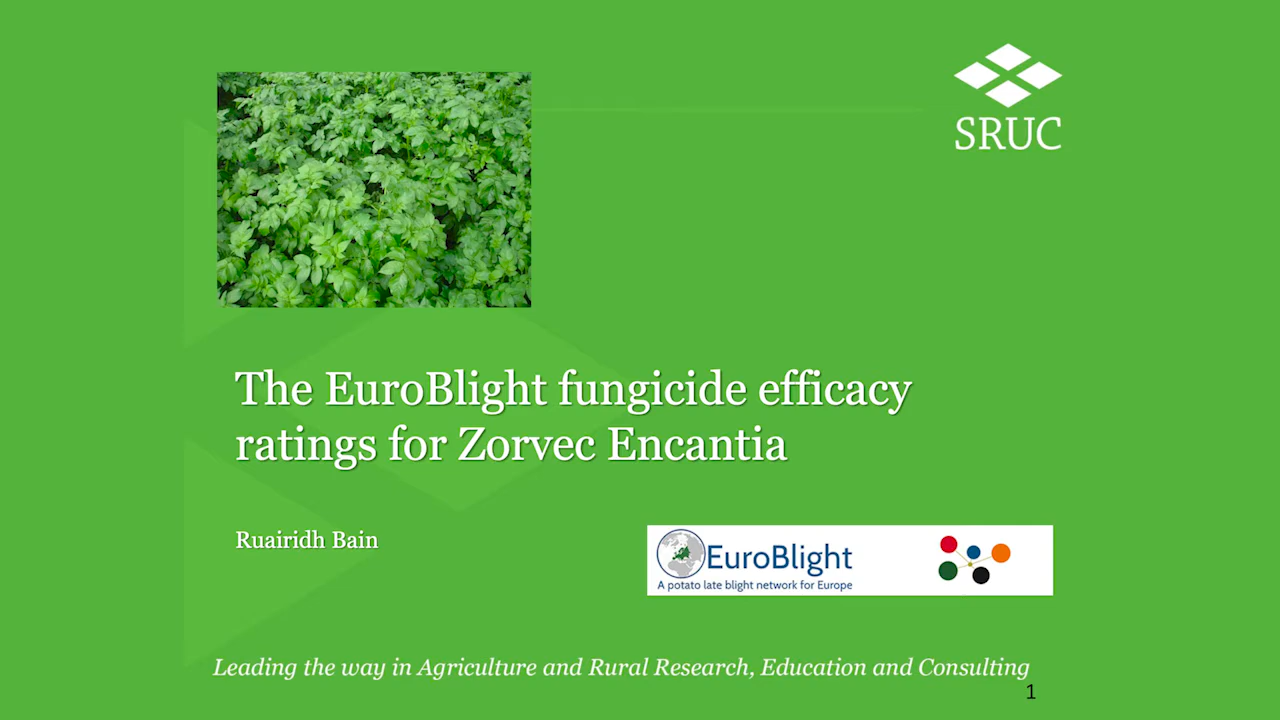 SRUC
The EuroBlight fungicide efficacy
ratings for Zorvec Encantia
Ruairidh Bain
EuroBlight
A potato late blight network for Europe
Leading the way in Agriculture and Rural Research, Education and Consulting
1